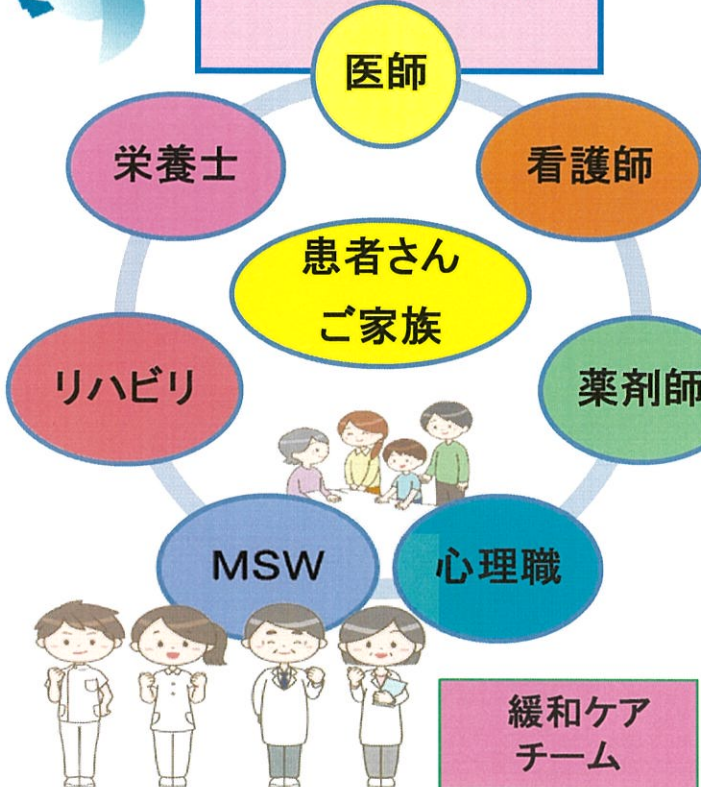 医師
栄養士
看護師
患者さん
ご家族
リハビリ
薬剤師
MSW
心理職
緩和ケア
チーム